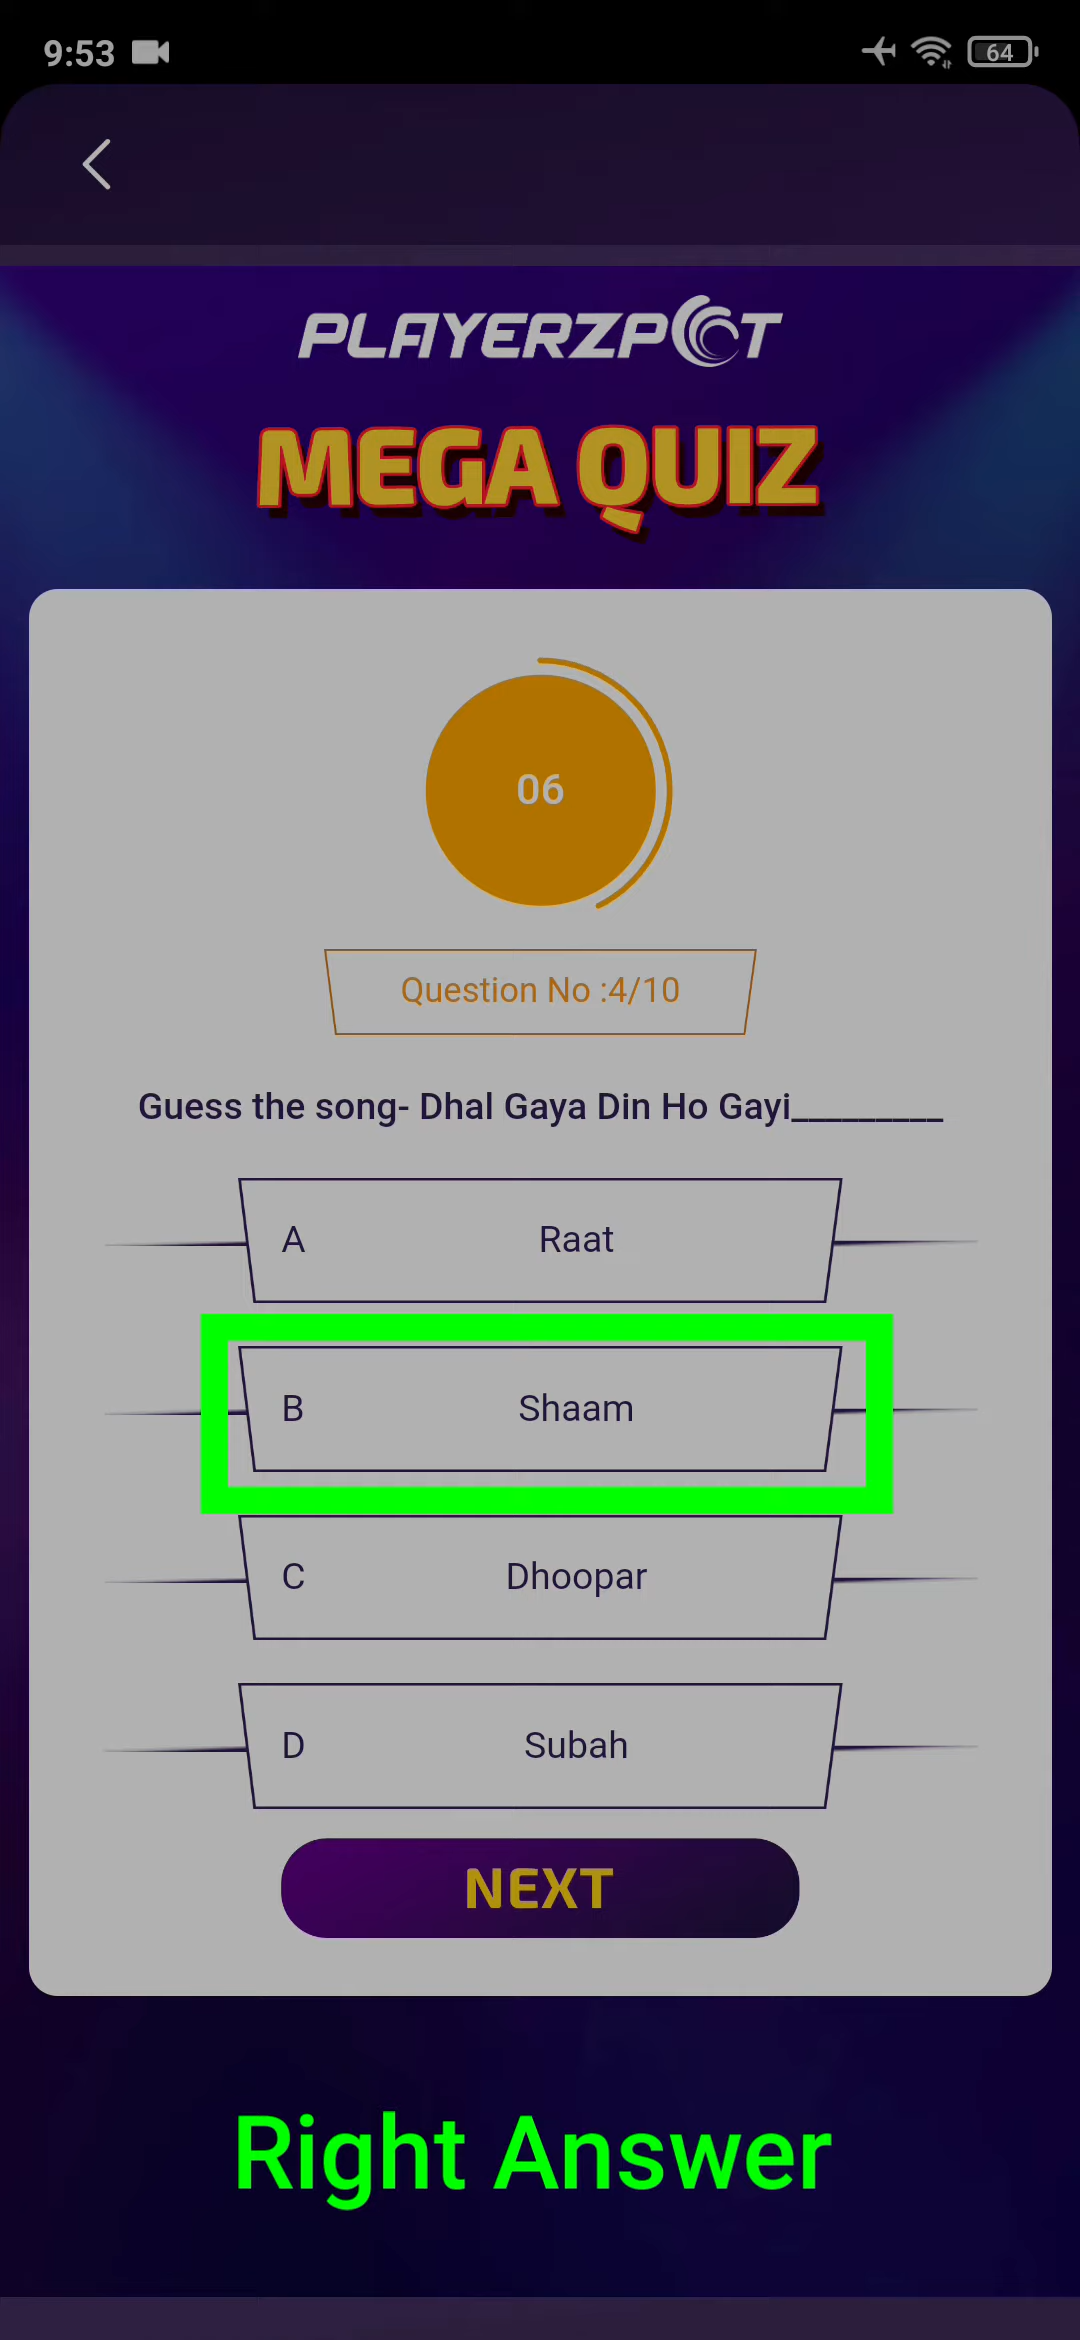 9:53
64
PLAYERZPOT
MEGA QUIZ
06
Question No :4/10
Guess the song- Dhal Gaya Din Ho Gayi_________
A Raat
B Shaam
C Dhoopar
D Subah
NEXT
Right Answer